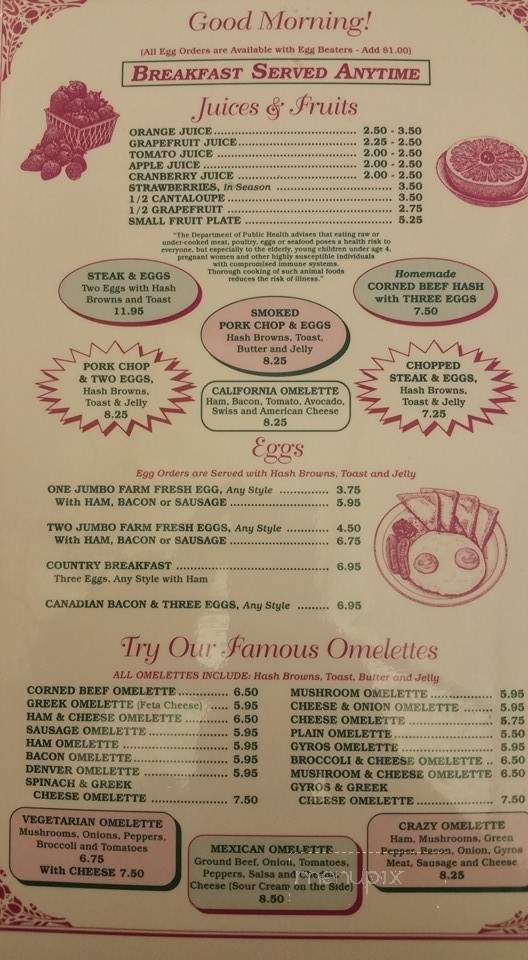 Good Morning!
(All Egg Orders are Available with Egg Beaters - Add $1.00)
BREAKFAST SERVED ANYTIME
Juices & Fruits
ORANGE JUICE ........ 2.50 - 3.50
GRAPEFRUIT JUICE ........ 2.25 - 2.50
TOMATO JUICE ........ 2.00 - 2.50
APPLE JUICE ........ 2.00 - 2.50
CRANBERRY JUICE ........ 2.00 - 2.50
STRAWBERRIES, In Season ........ 3.50
1/2 CANTALOUPE ........ 3.50
1/2 GRAPEFRUIT ........ 2.75
SMALL FRUIT PLATE ........ 5.25
"The Department of Public Health advises that eating raw or
under-cooked meat, poultry, eggs or seafood poses a health risk to
everyone, but especially to the elderly, young children under age 4,
pregnant women and other highly susceptible individuals
with compromised immune systems.
Thorough cooking of such animal foods
reduces the risk of illness."
STEAK & EGGS
Two Eggs with Hash
Browns and Toast
11.95
SMOKED
PORK CHOP & EGGS
Hash Browns, Toast,
Butter and Jelly
8.25
Homemade
CORNED BEEF HASH
with THREE EGGS
7.50
PORK CHOP
& TWO EGGS,
Hash Browns,
Toast & Jelly
8.25
CALIFORNIA OMELETTE
Ham, Bacon, Tomato, Avocado,
Swiss and American Cheese
8.25
CHOPPED
STEAK & EGGS,
Hash Browns,
Toast & Jelly
7.25
Eggs
Egg Orders are Served with Hash Browns, Toast and Jelly
ONE JUMBO FARM FRESH EGG, Any Style ........ 3.75
With HAM, BACON or SAUSAGE ........ 5.95
TWO JUMBO FARM FRESH EGGS, Any Style ........ 4.50
With HAM, BACON or SAUSAGE ........ 6.75
COUNTRY BREAKFAST ........ 6.95
Three Eggs, Any Style with Ham
CANADIAN BACON & THREE EGGS, Any Style ........ 6.95
Try Our Famous Omelettes
ALL OMELETTES INCLUDE: Hash Browns, Toast, Butter and Jelly
CORNED BEEF OMELETTE ........ 6.50
GREEK OMELETTE (Feta Cheese) ........ 5.95
HAM & CHEESE OMELETTE ........ 6.50
SAUSAGE OMELETTE ........ 5.95
HAM OMELETTE ........ 5.95
BACON OMELETTE ........ 5.95
DENVER OMELETTE ........ 5.95
SPINACH & GREEK
CHEESE OMELETTE ........ 7.50
MUSHROOM OMELETTE ........ 5.95
CHEESE & ONION OMELETTE ........ 5.95
CHEESE OMELETTE ........ 5.75
PLAIN OMELETTE ........ 5.50
GYROS OMELETTE ........ 5.95
BROCCOLI & CHEESE OMELETTE .. 6.50
MUSHROOM & CHEESE OMELETTE 6.50
GYROS & GREEK
CHEESE OMELETTE ........ 7.50
VEGETARIAN OMELETTE
Mushrooms, Onions, Peppers,
Broccoli and Tomatoes
6.75
With CHEESE 7.50
MEXICAN OMELETTE
Ground Beef, Onion, Tomatoes,
Peppers, Salsa and Cheddar
Cheese (Sour Cream on the Side)
8.50
CRAZY OMELETTE
Ham, Mushrooms, Green
Pepper, Bacon, Onion, Gyros
Meat, Sausage and Cheese
8.25
menupix